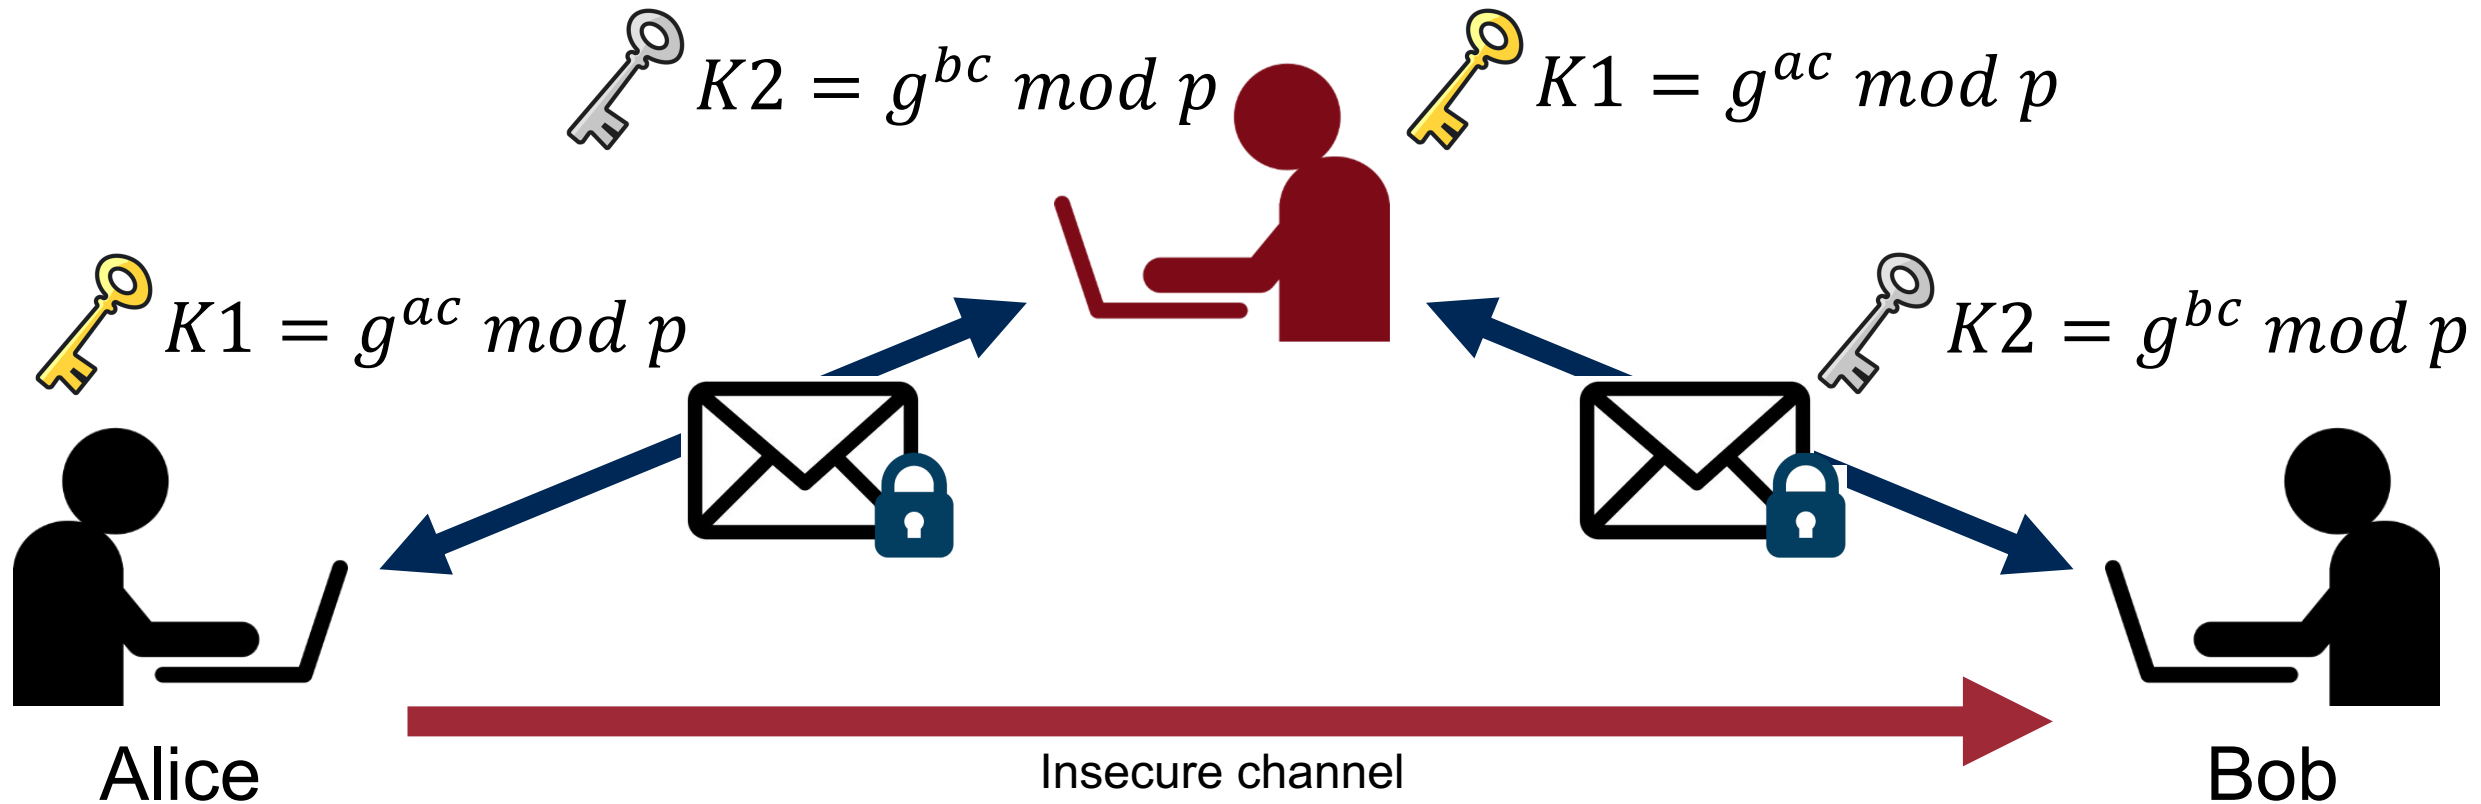 K2 = g^{bc} mod p
K1 = g^{ac} mod p
K1 = g^{ac} mod p
K2 = g^{bc} mod p
Alice
Insecure channel
Bob